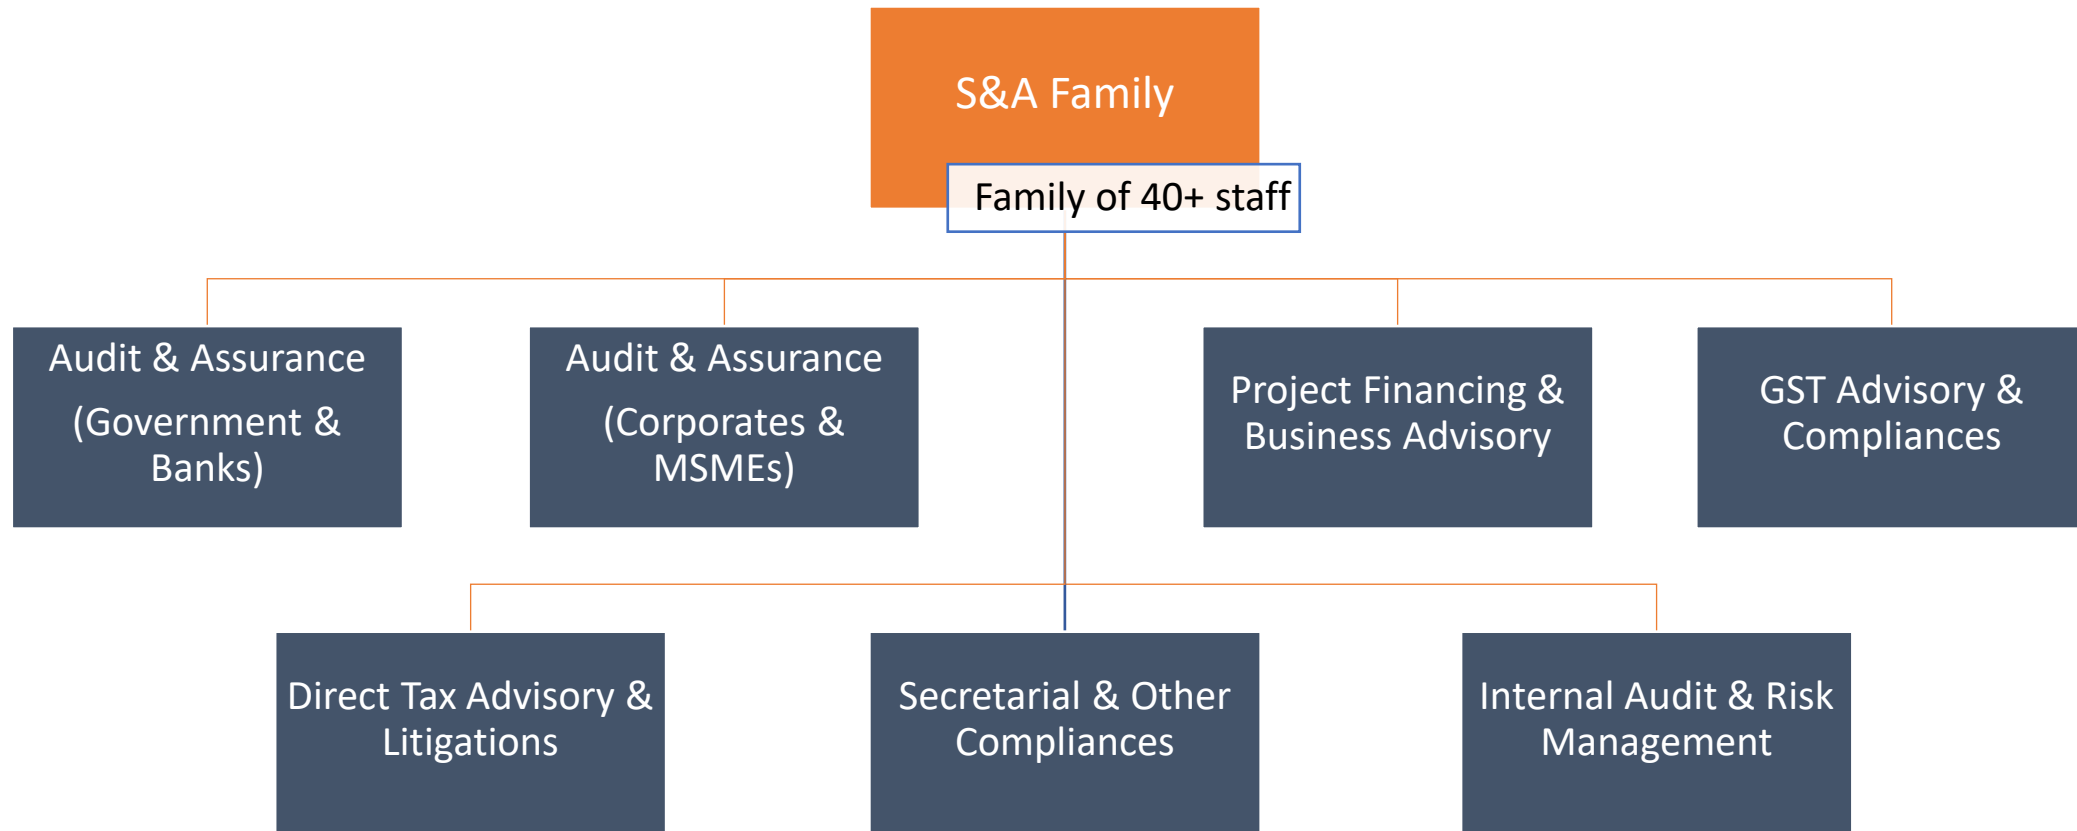 S&A Family
Family of 40+ staff
Audit & Assurance
(Government &
Banks)
Audit & Assurance
(Corporates &
MSMEs)
Project Financing &
Business Advisory
GST Advisory &
Compliances
Direct Tax Advisory &
Litigations
Secretarial & Other
Compliances
Internal Audit & Risk
Management